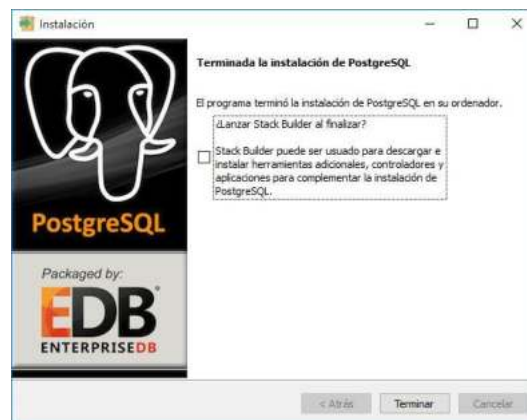 Instalación
Terminada la instalación de PostgreSQL
El programa terminó la instalación de PostgreSQL en su ordenador.
¿Lanzar Stack Builder al finalizar?
Stack Builder puede ser usado para descargar e
instalar herramientas adicionales, controladores y
aplicaciones para complementar la instalación de
PostgreSQL.
PostgreSQL
Packaged by:
EDB
ENTERPRISEDB
< Atrás
Terminar
Cancelar